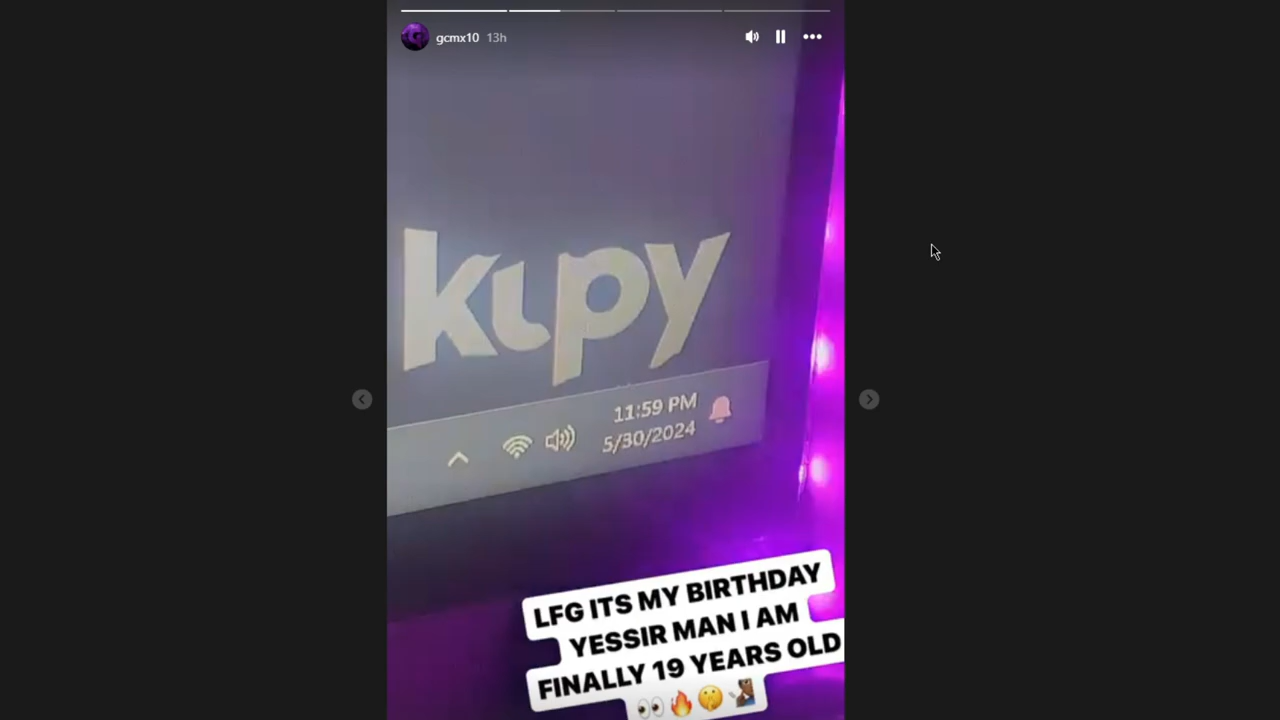 gcmx10 13h
kipy
11:59 PM
5/30/2024
LFG ITS MY BIRTHDAY
YESSIR MAN I AM
FINALLY 19 YEARS OLD
👀🔥🤫